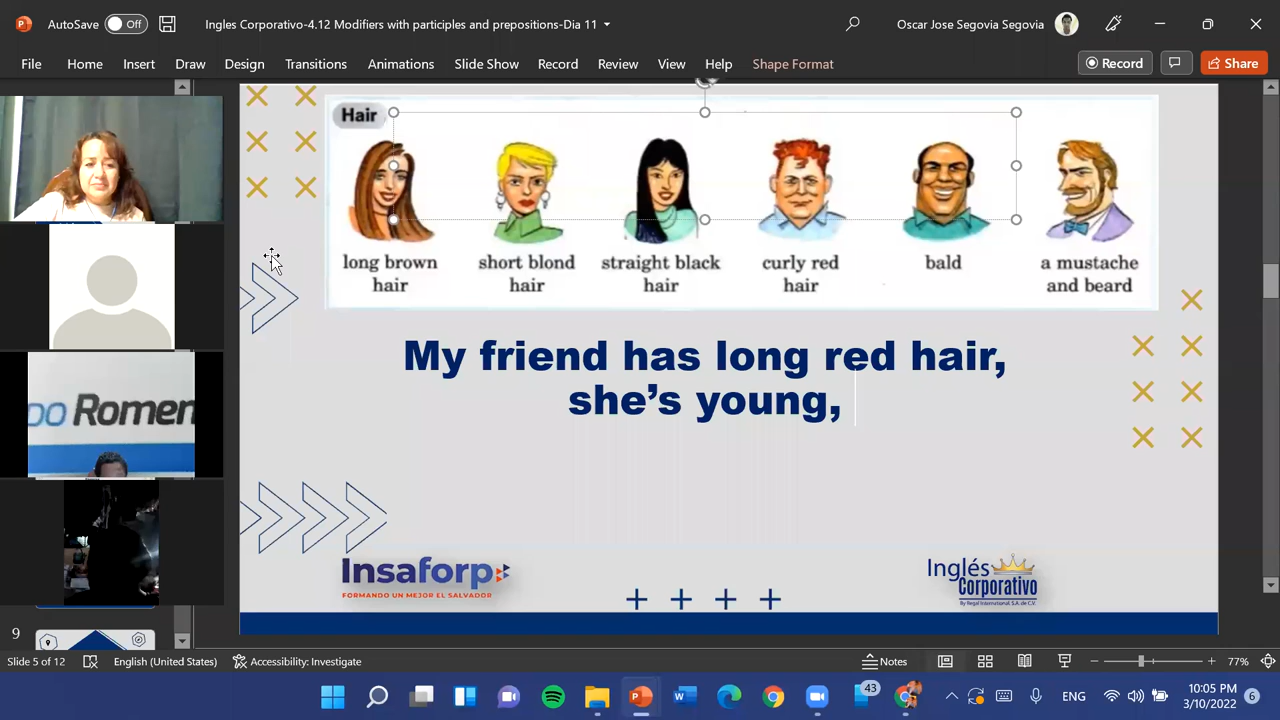 AutoSave Off
Ingles Corporativo-4.12 Modifiers with participles and prepositions-Dia 11
Oscar Jose Segovia Segovia
File Home Insert Draw Design Transitions Animations Slide Show Record Review View Help Shape Format
Record
Share
Hair
long brown hair
short blond hair
straight black hair
curly red hair
bald
a mustache and beard
My friend has long red hair,
she's young,
oo Romen
Insaforp
FORMANDO UN MEJOR EL SALVADOR
Inglés
Corporativo
By Regal International, S.A. de C.V.
9
Slide 5 of 12
English (United States)
Accessibility: Investigate
Notes
77%
43
ENG
10:05 PM
3/10/2022
6